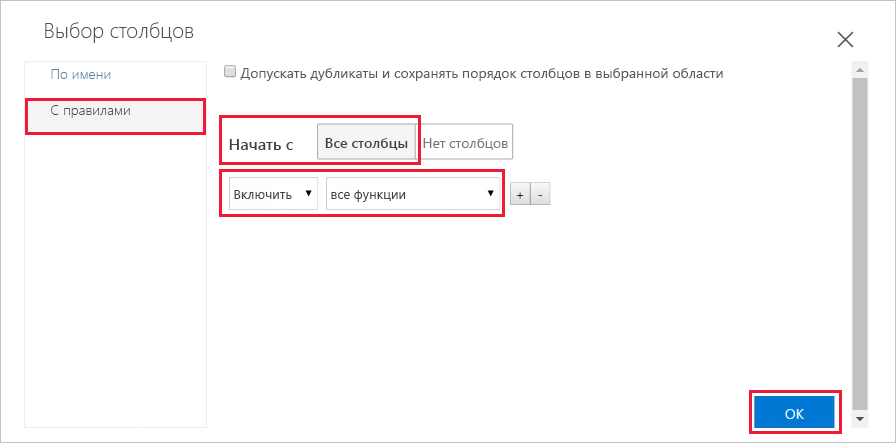 Выбор столбцов
По имени
С правилами
Допускать дубликаты и сохранять порядок столбцов в выбранной области
Начать с Все столбцы Нет столбцов
Включить все функции + -
ОК